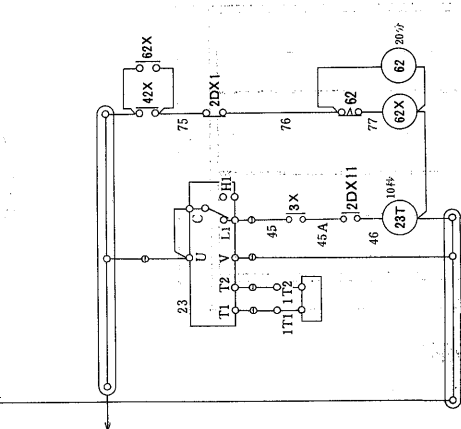 62X
42X
2DX1
75
76
62
77
62X
62
20分
23
U
C
H1
L1
V
T2
T1
1T2
1T1
45
3X
45A
2DX11
46
23T
10秒